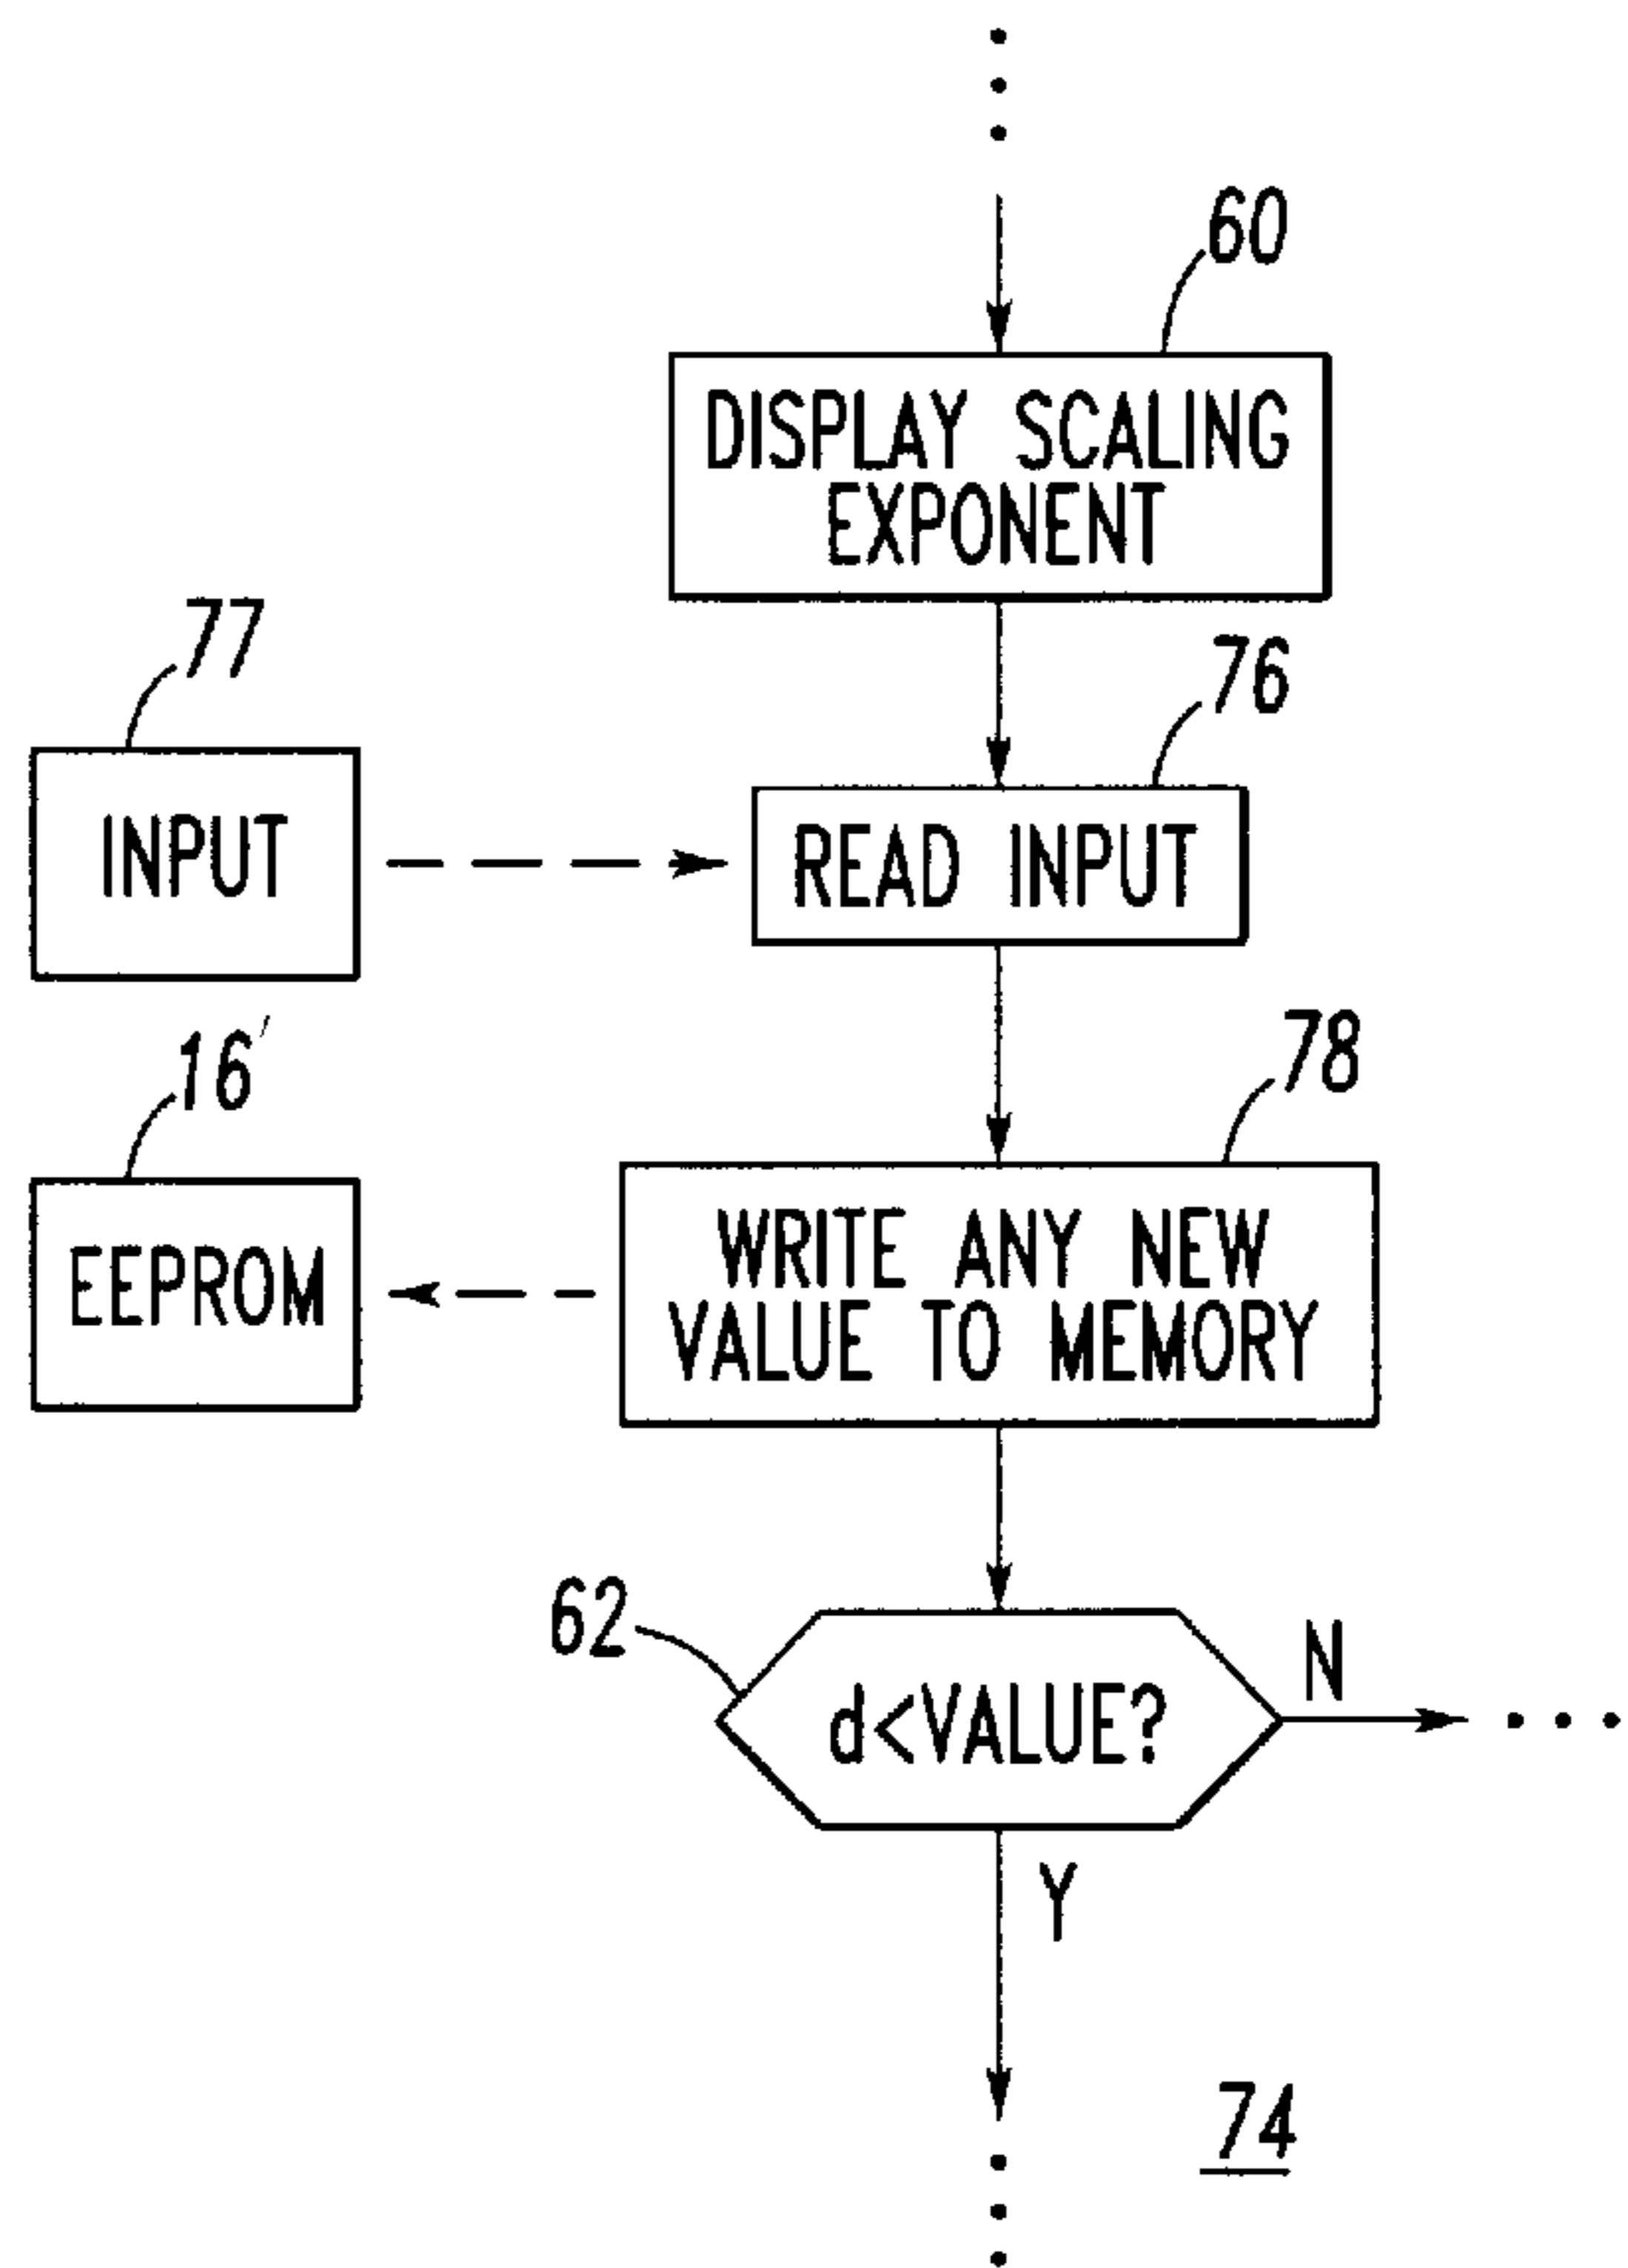 60
DISPLAY SCALING
EXPONENT
77
76
INPUT
READ INPUT
16'
78
EEPROM
WRITE ANY NEW
VALUE TO MEMORY
62
d<VALUE?
N
Y
74